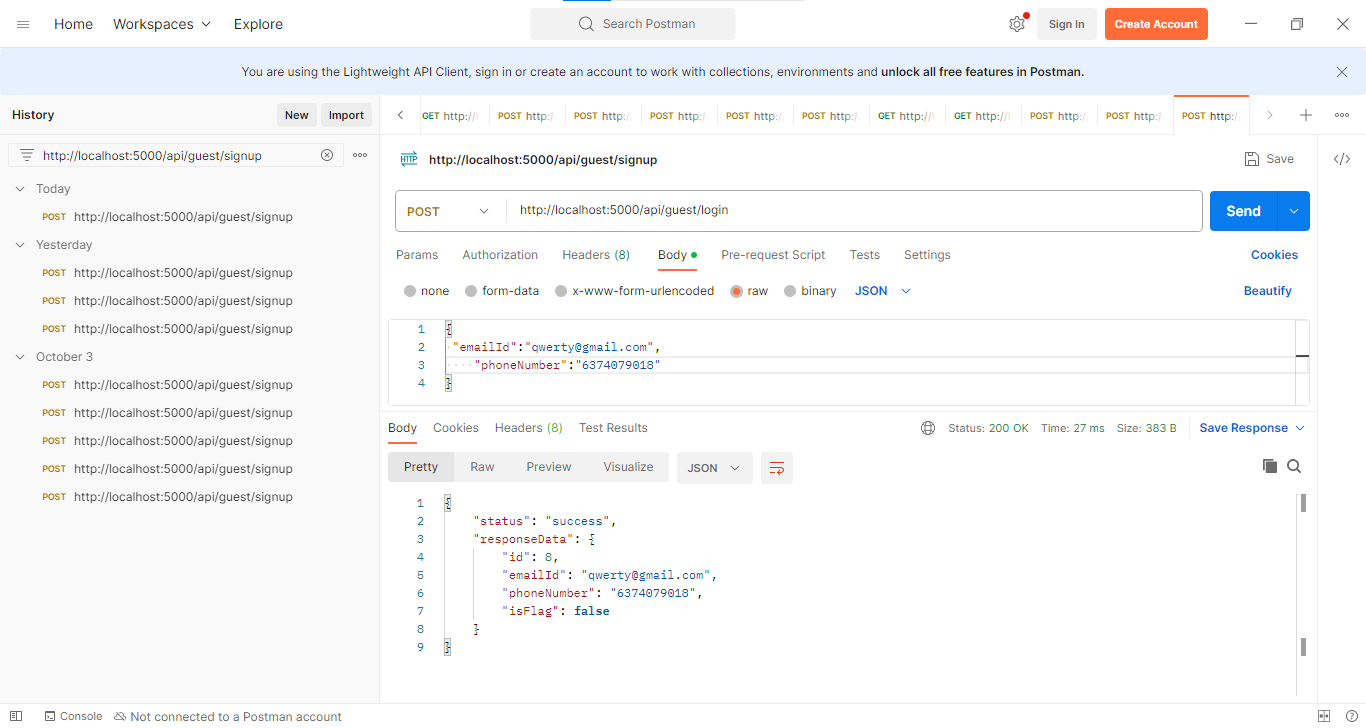 Home Workspaces Explore Search Postman Sign In Create Account
You are using the Lightweight API Client, sign in or create an account to work with collections, environments and unlock all free features in Postman.
History New Import
GET http://l POST http:/ POST http:/ POST http:/ POST http:/ POST http:/ GET http://l GET http://l POST http:/ POST http:/ POST http:/
http://localhost:5000/api/guest/signup
HTTP http://localhost:5000/api/guest/signup Save </>
Today
POST http://localhost:5000/api/guest/signup
Yesterday
POST http://localhost:5000/api/guest/signup
POST http://localhost:5000/api/guest/signup
POST http://localhost:5000/api/guest/signup
October 3
POST http://localhost:5000/api/guest/signup
POST http://localhost:5000/api/guest/signup
POST http://localhost:5000/api/guest/signup
POST http://localhost:5000/api/guest/signup
POST http://localhost:5000/api/guest/signup
POST http://localhost:5000/api/guest/login Send
Params Authorization Headers (8) Body Pre-request Script Tests Settings Cookies
none form-data x-www-form-urlencoded raw binary JSON Beautify
1 {
2 "emailId":"qwerty@gmail.com",
3 "phoneNumber":"6374079018"
4 }
Body Cookies Headers (8) Test Results Status: 200 OK Time: 27 ms Size: 383 B Save Response
Pretty Raw Preview Visualize JSON
1 {
2 "status": "success",
3 "responseData": {
4 "id": 8,
5 "emailId": "qwerty@gmail.com",
6 "phoneNumber": "6374079018",
7 "isFlag": false
8 }
9 }
Console Not connected to a Postman account